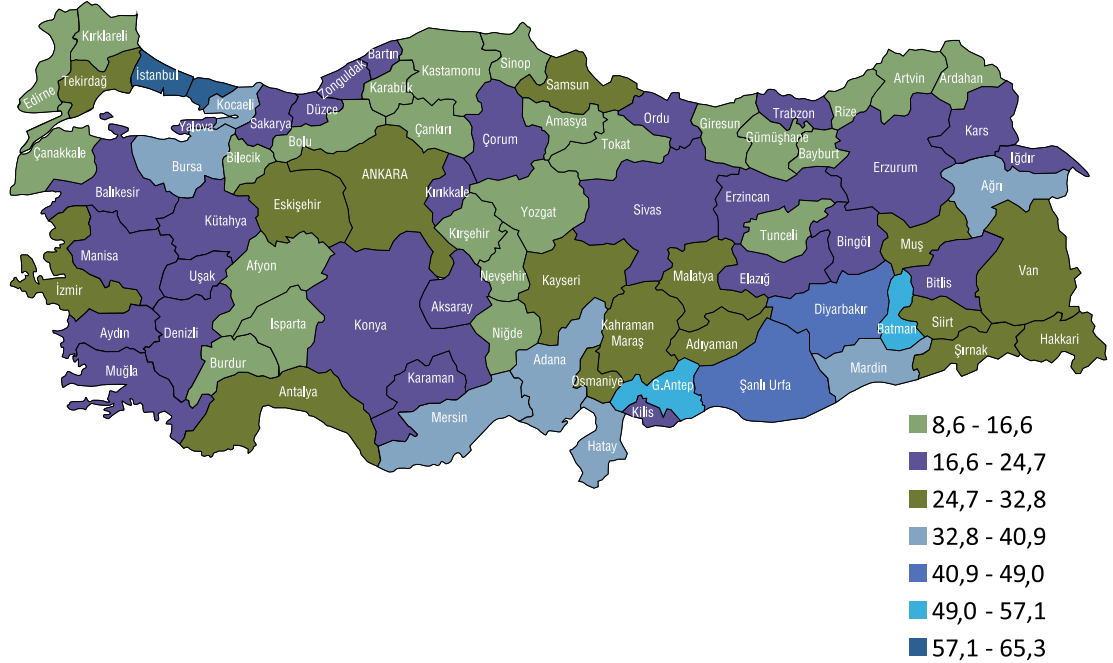 Kırklareli
Edirne
Tekirdağ
İstanbul
Kocaeli
Yalova
Sakarya
Düzce
Zonguldak
Bartın
Karabük
Kastamonu
Sinop
Samsun
Çanakkale
Balıkesir
Bursa
Bilecik
Bolu
Çankırı
Çorum
Amasya
Tokat
Ordu
Giresun
Gümüşhane
Trabzon
Bayburt
Rize
Artvin
Ardahan
Kars
Iğdır
Ağrı
Erzurum
Erzincan
Sivas
Yozgat
Kırıkkale
ANKARA
Eskişehir
Kütahya
Manisa
İzmir
Uşak
Afyon
Kırşehir
Nevşehir
Kayseri
Malatya
Elazığ
Tunceli
Bingöl
Muş
Bitlis
Van
Hakkari
Şırnak
Siirt
Batman
Diyarbakır
Mardin
Şanlı Urfa
Adıyaman
Kahraman
Maraş
Osmaniye
G.Antep
Kilis
Hatay
Adana
Niğde
Aksaray
Konya
Karaman
Mersin
Antalya
Isparta
Burdur
Denizli
Aydın
Muğla
8,6 - 16,6
16,6 - 24,7
24,7 - 32,8
32,8 - 40,9
40,9 - 49,0
49,0 - 57,1
57,1 - 65,3